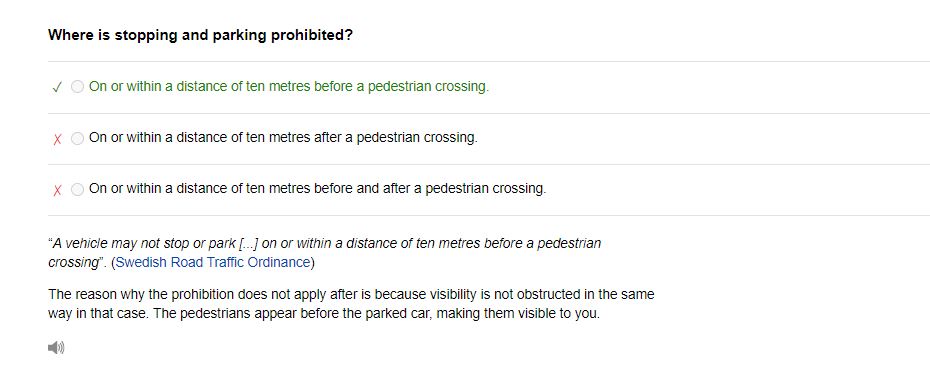 Where is stopping and parking prohibited?
✓ On or within a distance of ten metres before a pedestrian crossing.
✗ On or within a distance of ten metres after a pedestrian crossing.
✗ On or within a distance of ten metres before and after a pedestrian crossing.
“A vehicle may not stop or park [...] on or within a distance of ten metres before a pedestrian
crossing”. (Swedish Road Traffic Ordinance)
The reason why the prohibition does not apply after is because visibility is not obstructed in the same
way in that case. The pedestrians appear before the parked car, making them visible to you.